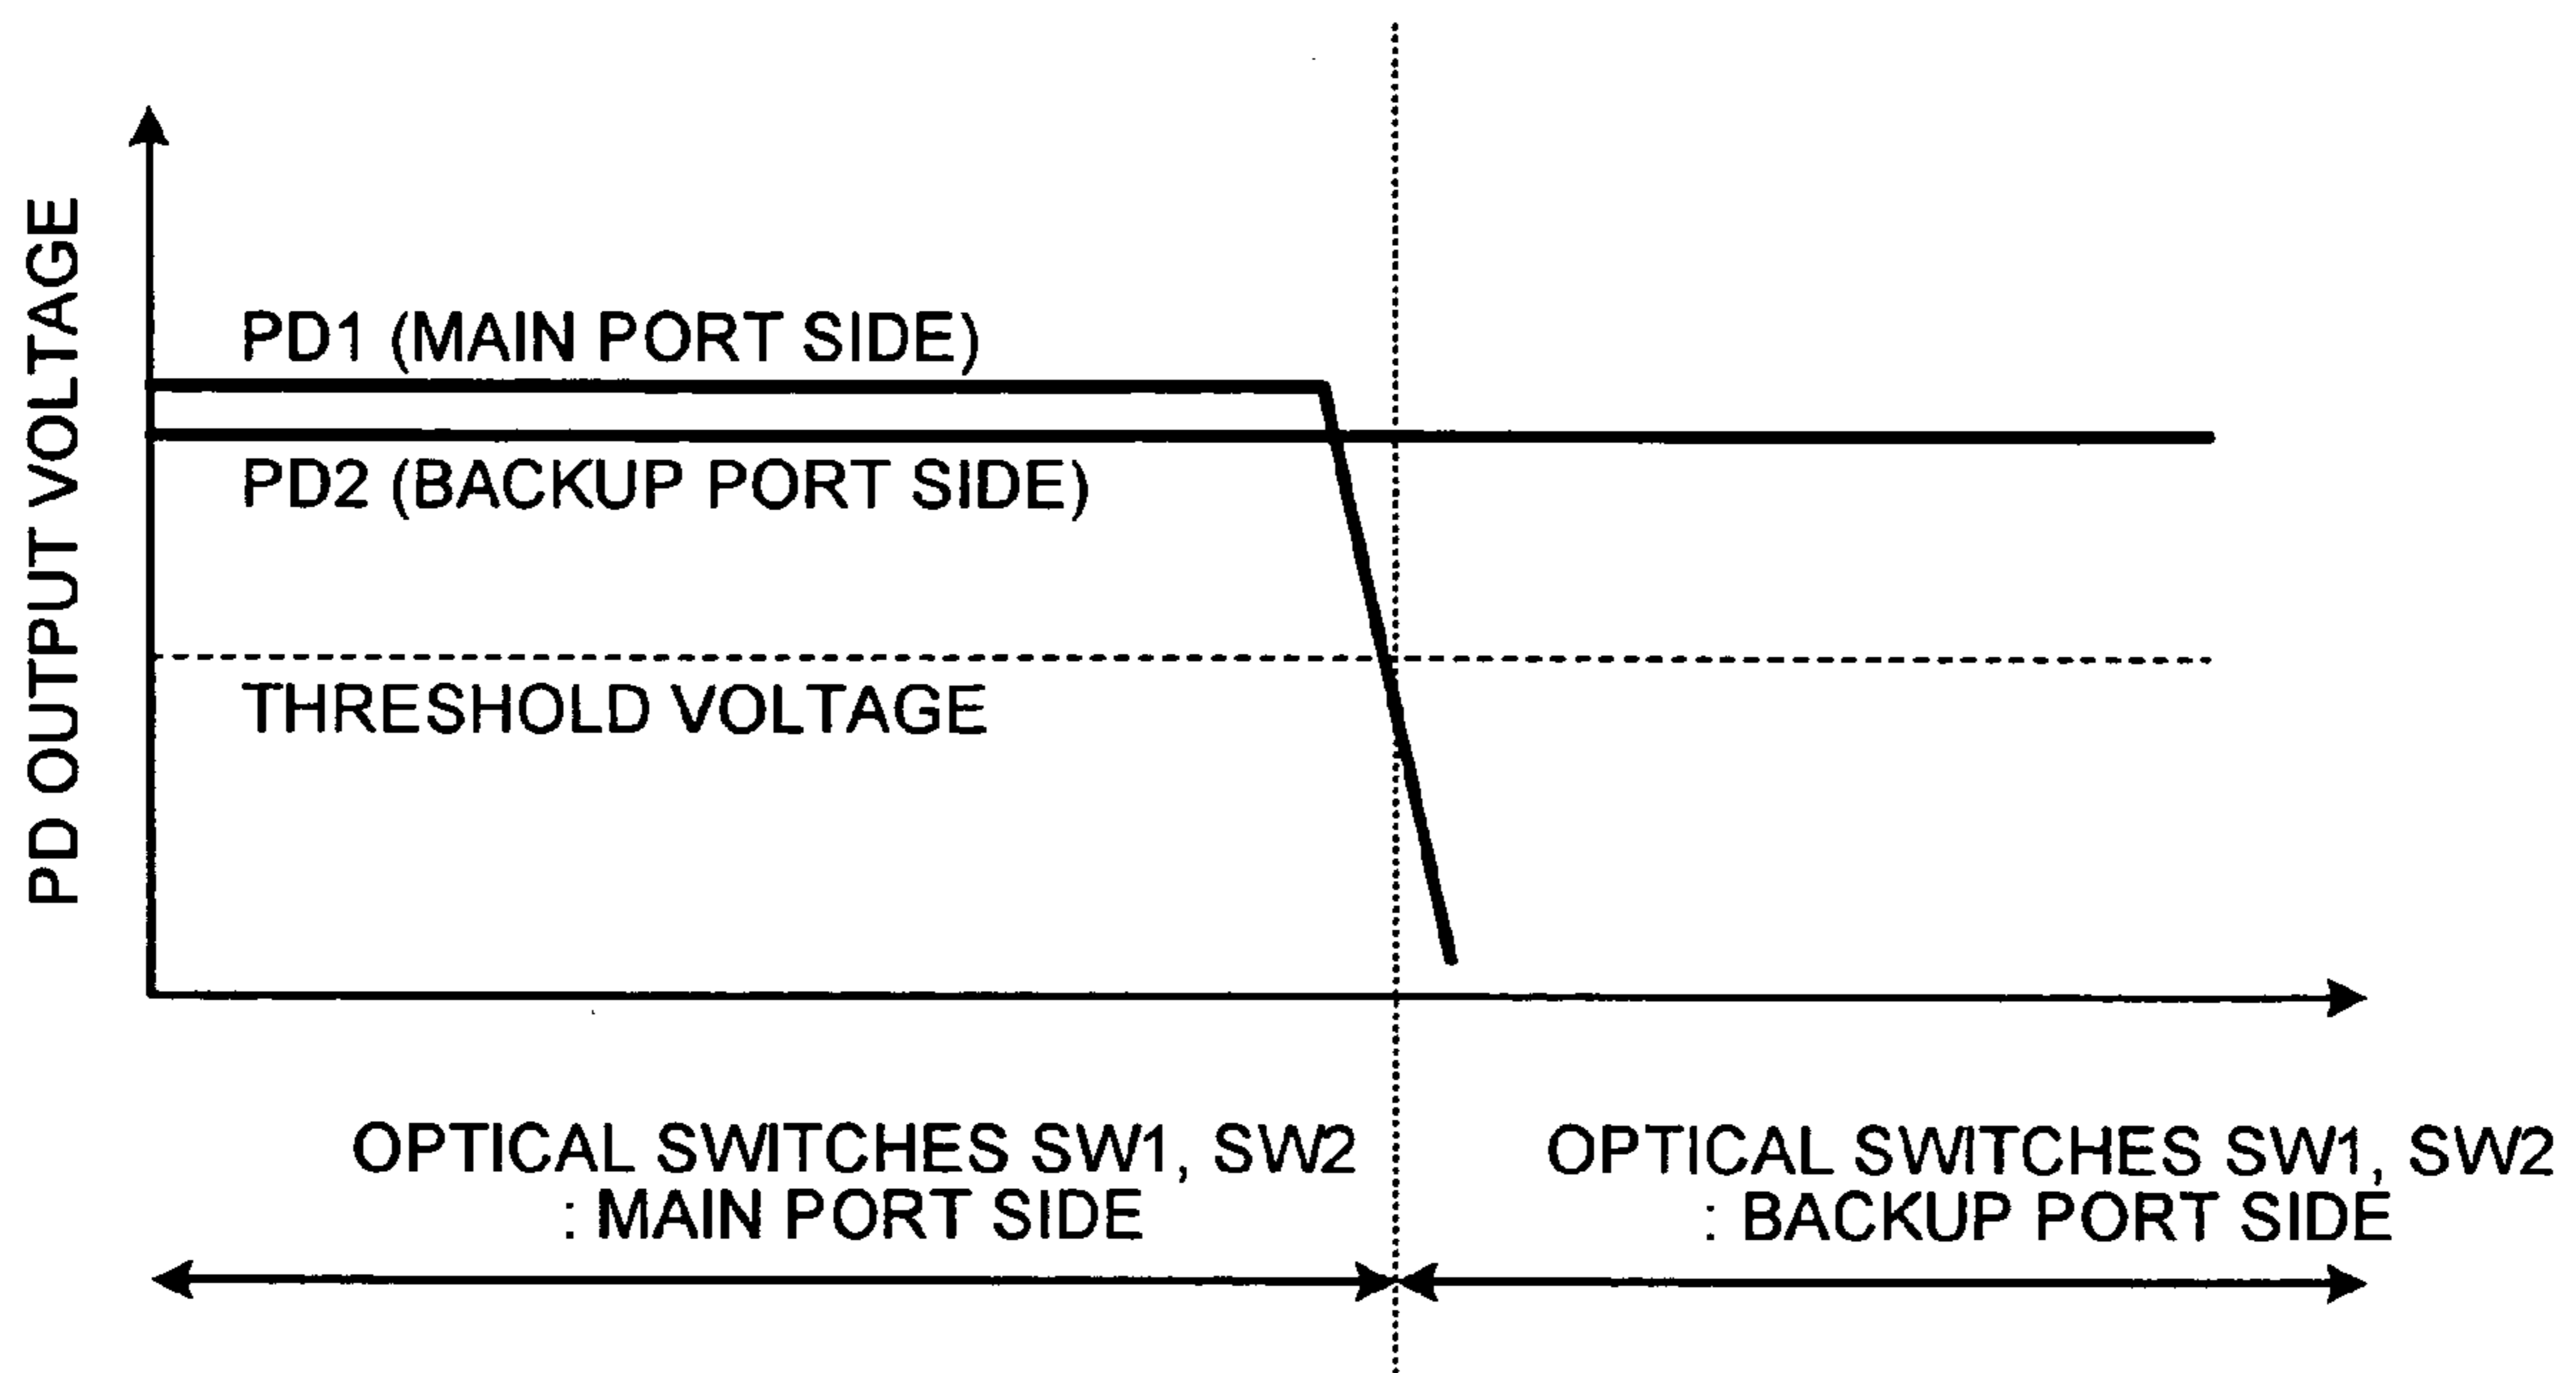 PD OUTPUT VOLTAGE
PD1 (MAIN PORT SIDE)
PD2 (BACKUP PORT SIDE)
THRESHOLD VOLTAGE
OPTICAL SWITCHES SW1, SW2
: MAIN PORT SIDE
OPTICAL SWITCHES SW1, SW2
: BACKUP PORT SIDE